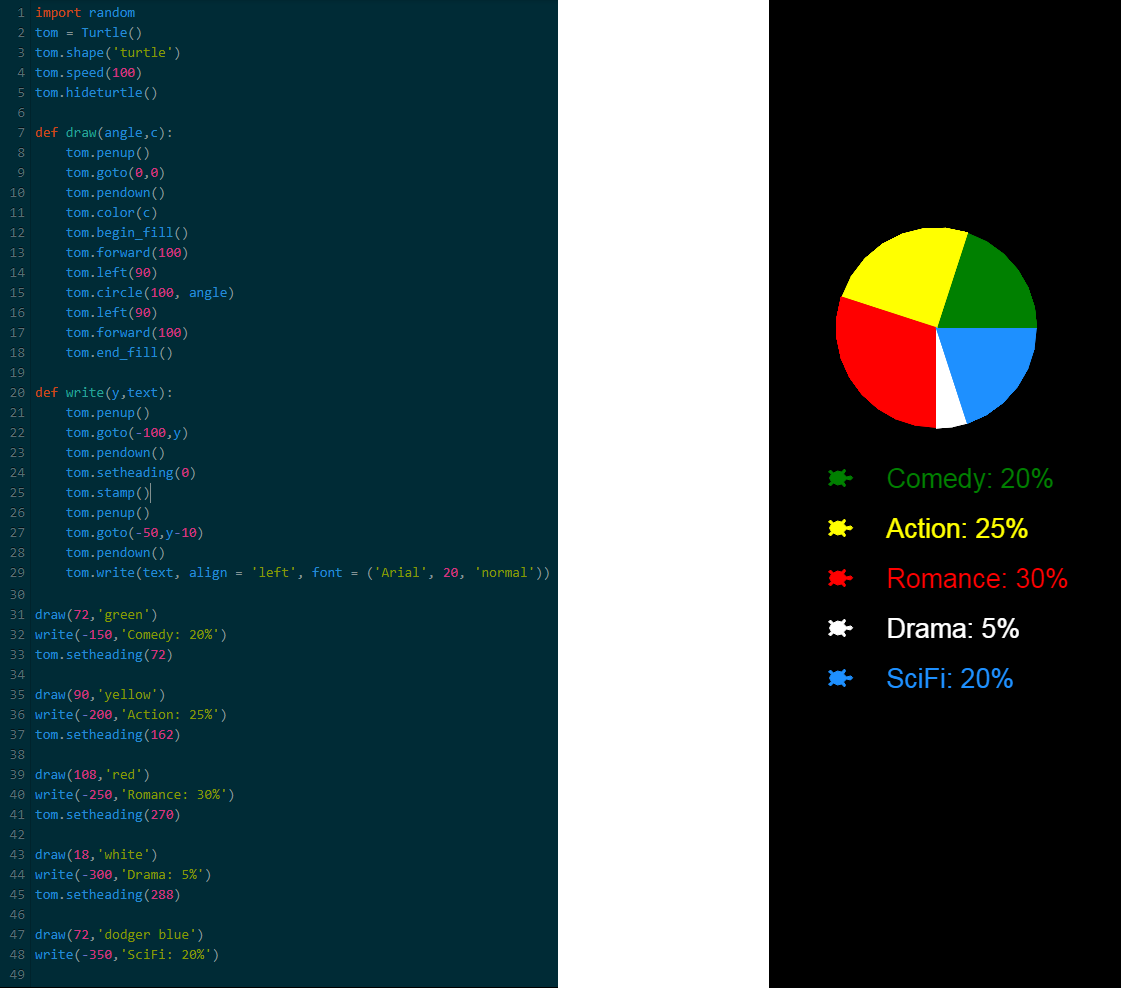 1 import random
2 tom = Turtle()
3 tom.shape('turtle')
4 tom.speed(100)
5 tom.hideturtle()
6
7 def draw(angle,c):
8     tom.penup()
9     tom.goto(0,0)
10     tom.pendown()
11     tom.color(c)
12     tom.begin_fill()
13     tom.forward(100)
14     tom.left(90)
15     tom.circle(100, angle)
16     tom.left(90)
17     tom.forward(100)
18     tom.end_fill()
19
20 def write(y,text):
21     tom.penup()
22     tom.goto(-100,y)
23     tom.pendown()
24     tom.setheading(0)
25     tom.stamp()
26     tom.penup()
27     tom.goto(-50,y-10)
28     tom.pendown()
29     tom.write(text, align = 'left', font = ('Arial', 20, 'normal'))
30
31 draw(72,'green')
32 write(-150,'Comedy: 20%')
33 tom.setheading(72)
34
35 draw(90,'yellow')
36 write(-200,'Action: 25%')
37 tom.setheading(162)
38
39 draw(108,'red')
40 write(-250,'Romance: 30%')
41 tom.setheading(270)
42
43 draw(18,'white')
44 write(-300,'Drama: 5%')
45 tom.setheading(288)
46
47 draw(72,'dodger blue')
48 write(-350,'SciFi: 20%')
49
Comedy: 20%
Action: 25%
Romance: 30%
Drama: 5%
SciFi: 20%